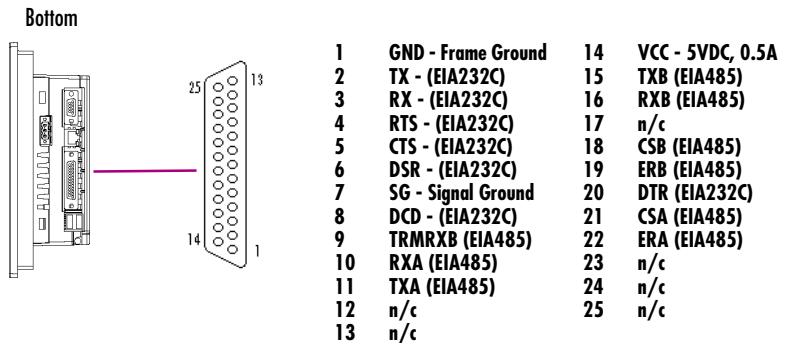 Bottom
25
13
14
1
1 GND - Frame Ground
2 TX - (EIA232C)
3 RX - (EIA232C)
4 RTS - (EIA232C)
5 CTS - (EIA232C)
6 DSR - (EIA232C)
7 SG - Signal Ground
8 DCD - (EIA232C)
9 TRMRXB (EIA485)
10 RXA (EIA485)
11 TXA (EIA485)
12 n/c
13 n/c
14 VCC - 5VDC, 0.5A
15 TXB (EIA485)
16 RXB (EIA485)
17 n/c
18 CSB (EIA485)
19 ERB (EIA485)
20 DTR (EIA232C)
21 CSA (EIA485)
22 ERA (EIA485)
23 n/c
24 n/c
25 n/c